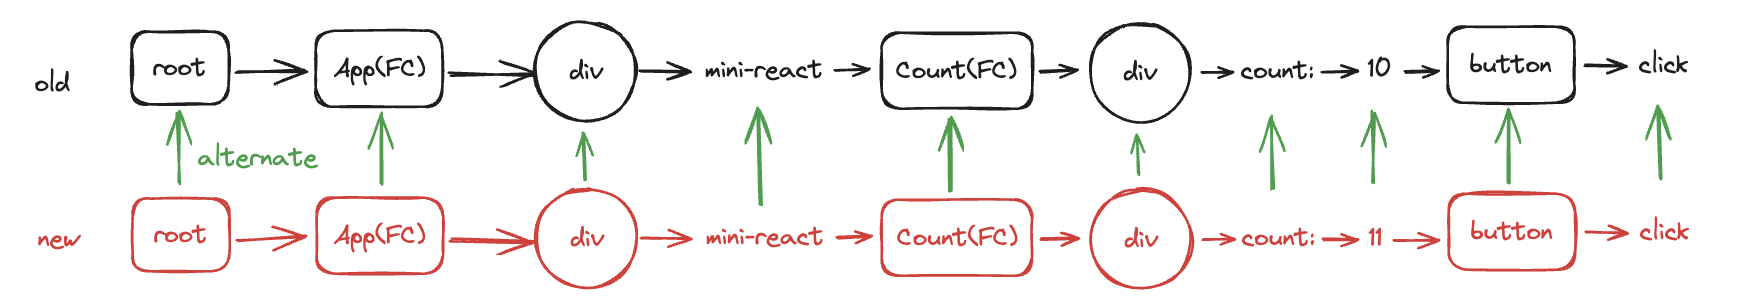 old root App(FC) div mini-react Count(FC) div count: 10 button click
alternate
new root App(FC) div mini-react Count(FC) div count: 11 button click